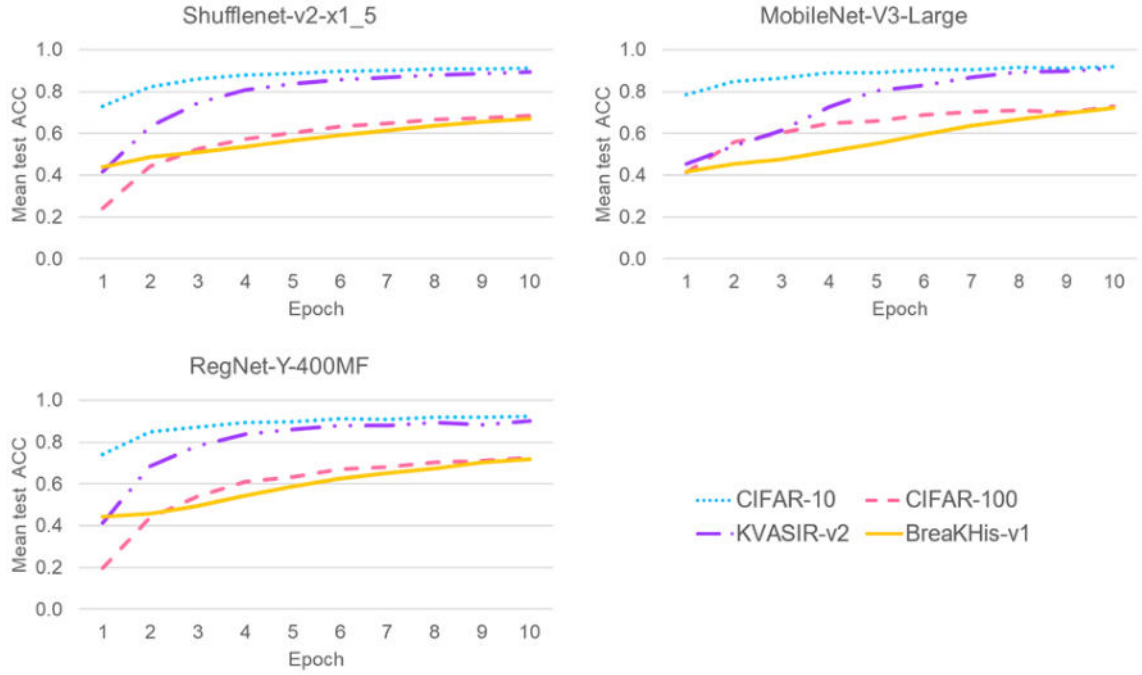 Shufflenet-v2-x1_5
1.0
0.8
0.6
0.4
0.2
0.0
Mean test ACC
1 2 3 4 5 6 7 8 9 10
Epoch
MobileNet-V3-Large
1.0
0.8
0.6
0.4
0.2
0.0
Mean test ACC
1 2 3 4 5 6 7 8 9 10
Epoch
RegNet-Y-400MF
1.0
0.8
0.6
0.4
0.2
0.0
Mean test ACC
1 2 3 4 5 6 7 8 9 10
Epoch
CIFAR-10 CIFAR-100
KVASIR-v2 BreaKHis-v1